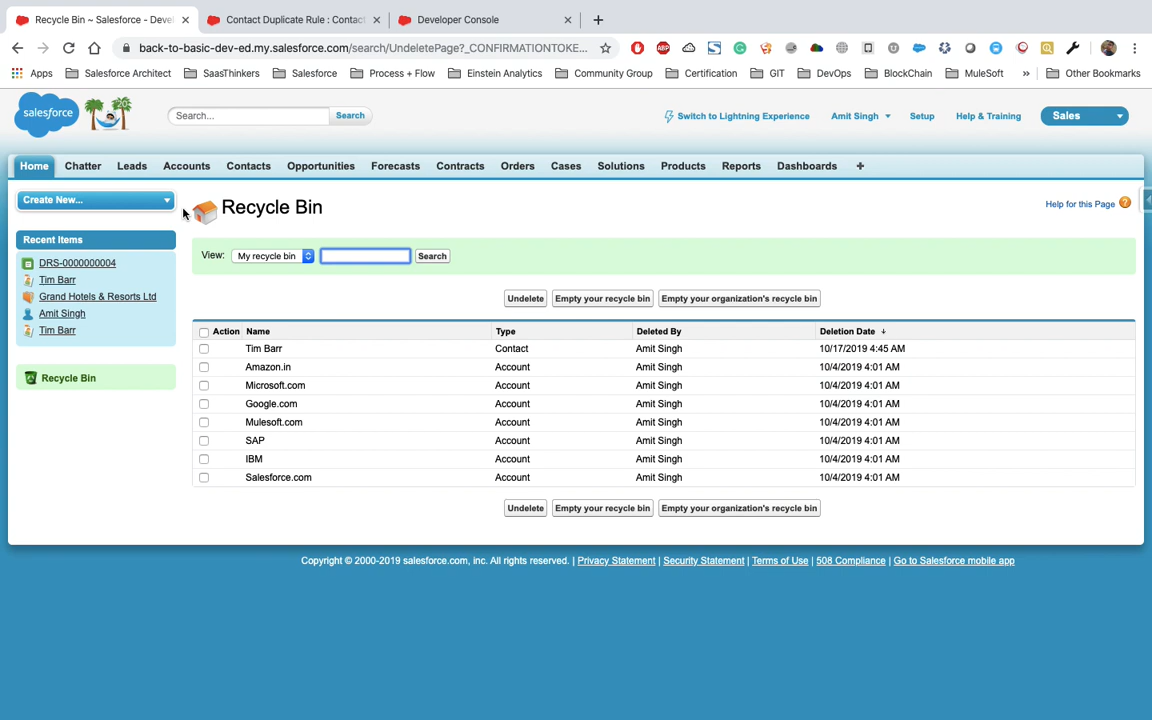 Recycle Bin ~ Salesforce - Deve
Contact Duplicate Rule : Contac
Developer Console
back-to-basic-dev-ed.my.salesforce.com/search/UndeletePage?_CONFIRMATIONTOKE...
Apps Salesforce Architect SaasThinkers Salesforce Process + Flow Einstein Analytics Community Group Certification GIT DevOps BlockChain MuleSoft » Other Bookmarks
salesforce 20 Search... Search Switch to Lightning Experience Amit Singh Setup Help & Training Sales
Home Chatter Leads Accounts Contacts Opportunities Forecasts Contracts Orders Cases Solutions Products Reports Dashboards +
Create New...
Recycle Bin
Help for this Page ?
Recent Items
DRS-0000000004
Tim Barr
Grand Hotels & Resorts Ltd
Amit Singh
Tim Barr
Recycle Bin
View: My recycle bin Search
Undelete Empty your recycle bin Empty your organization's recycle bin
Action Name Type Deleted By Deletion Date ↓
Tim Barr Contact Amit Singh 10/17/2019 4:45 AM
Amazon.in Account Amit Singh 10/4/2019 4:01 AM
Microsoft.com Account Amit Singh 10/4/2019 4:01 AM
Google.com Account Amit Singh 10/4/2019 4:01 AM
Mulesoft.com Account Amit Singh 10/4/2019 4:01 AM
SAP Account Amit Singh 10/4/2019 4:01 AM
IBM Account Amit Singh 10/4/2019 4:01 AM
Salesforce.com Account Amit Singh 10/4/2019 4:01 AM
Undelete Empty your recycle bin Empty your organization's recycle bin
Copyright © 2000-2019 salesforce.com, inc. All rights reserved. | Privacy Statement | Security Statement | Terms of Use | 508 Compliance | Go to Salesforce mobile app